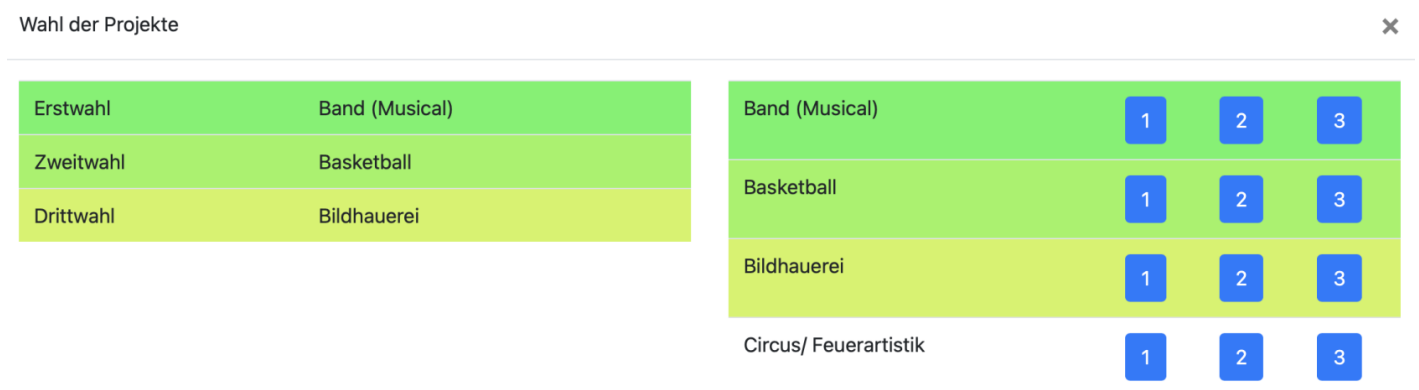 Wahl der Projekte ×
Erstwahl Band (Musical)
Zweitwahl Basketball
Drittwahl Bildhauerei
Band (Musical) 1 2 3
Basketball 1 2 3
Bildhauerei 1 2 3
Circus/ Feuerartistik 1 2 3